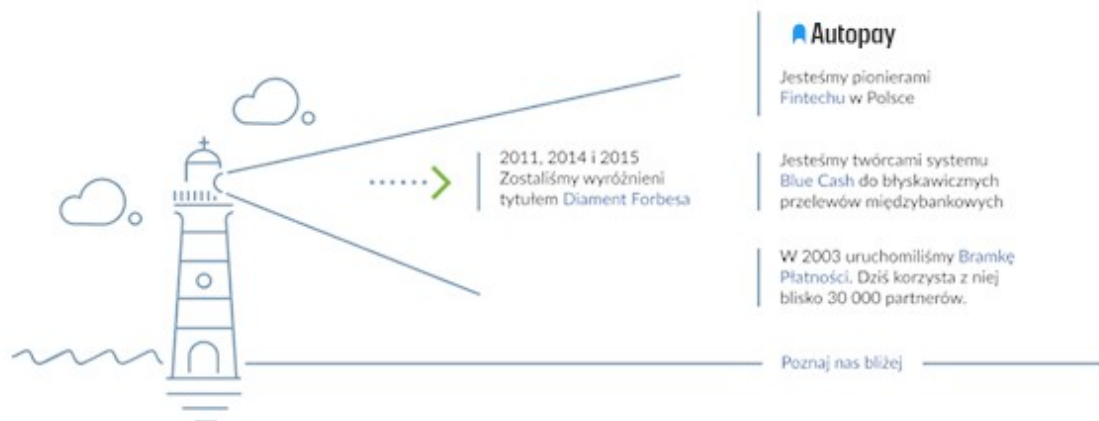 Autopay
Jesteśmy pionierami
Fintechu w Polsce
2011, 2014 i 2015
Zostaliśmy wyróżnieni
tytułem Diament Forbesa
Jesteśmy twórcami systemu
Blue Cash do błyskawicznych
przelewów międzybankowych
W 2003 uruchomiliśmy Bramkę
Płatności. Dziś korzysta z niej
blisko 30 000 partnerów.
Poznaj nas bliżej